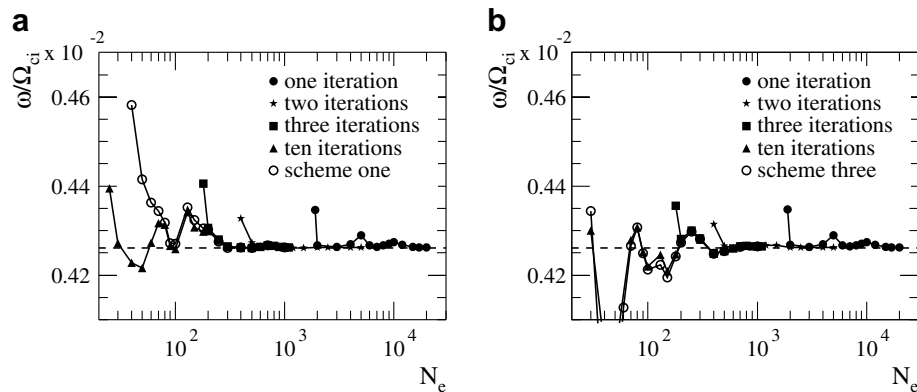 a
ω/Ω_ci x 10^-2
0.46
0.44
0.42
one iteration
two iterations
three iterations
ten iterations
scheme one
10^2
10^3
10^4
N_e
b
ω/Ω_ci x 10^-2
0.46
0.44
0.42
one iteration
two iterations
three iterations
ten iterations
scheme three
10^2
10^3
10^4
N_e